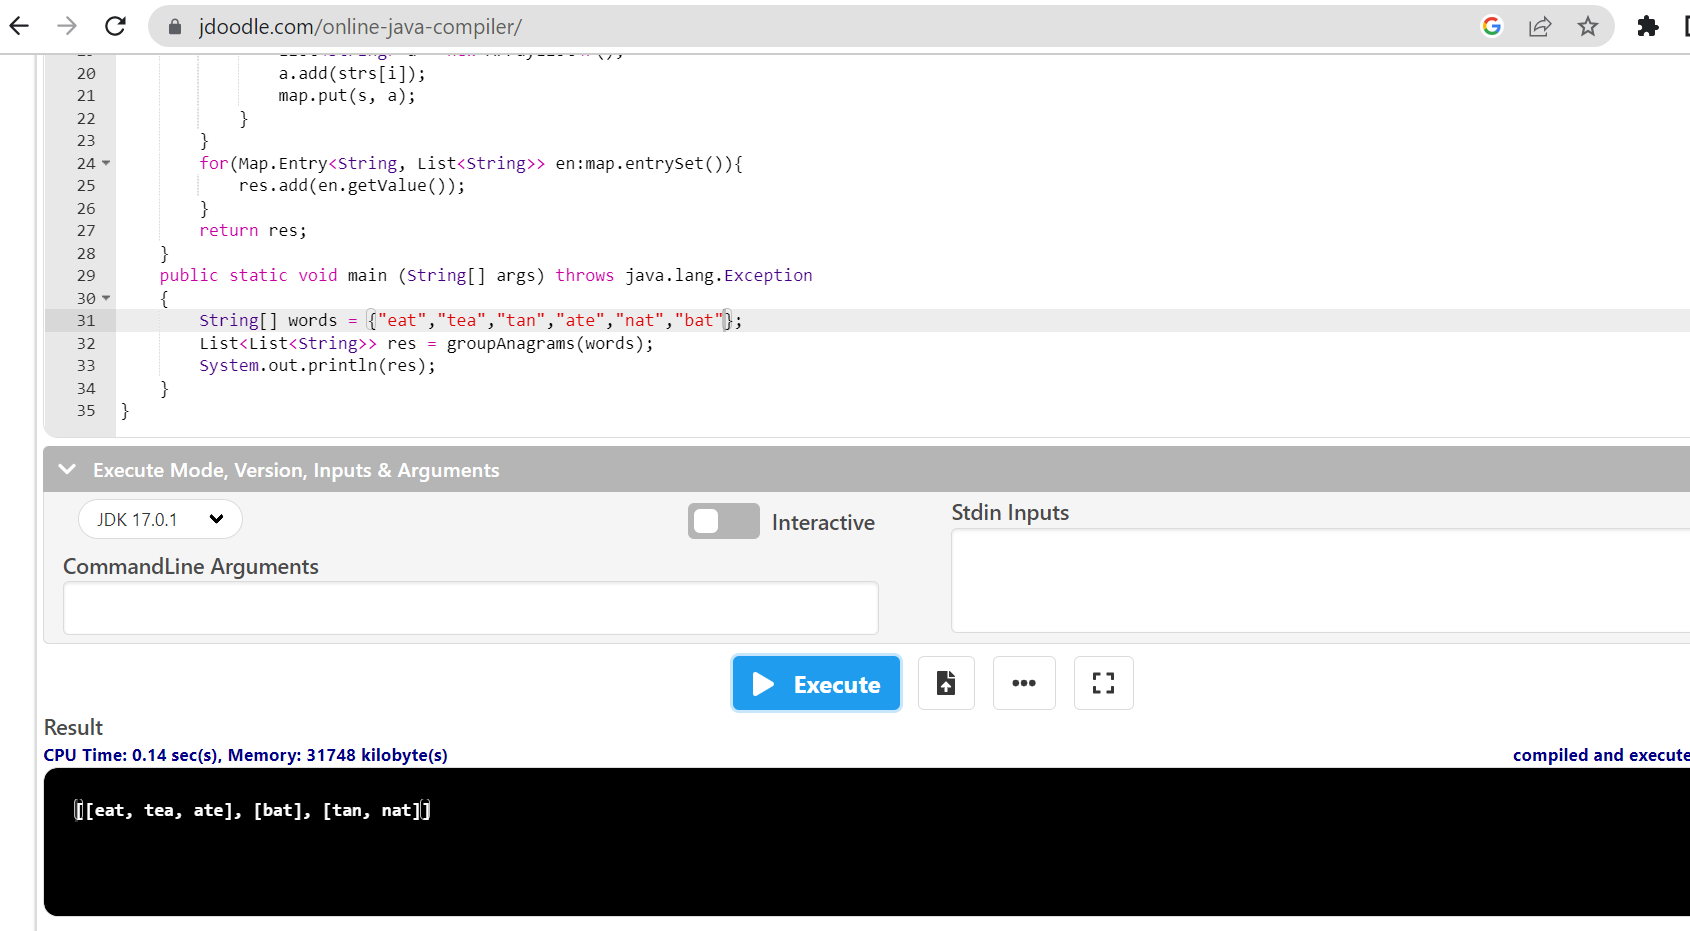 jdoodle.com/online-java-compiler/
20 a.add(strs[i]);
21 map.put(s, a);
22 }
23 }
24 for(Map.Entry<String, List<String>> en:map.entrySet()){
25 res.add(en.getValue());
26 }
27 return res;
28 }
29 public static void main (String[] args) throws java.lang.Exception
30 {
31 String[] words = {"eat","tea","tan","ate","nat","bat"};
32 List<List<String>> res = groupAnagrams(words);
33 System.out.println(res);
34 }
35 }
Execute Mode, Version, Inputs & Arguments
JDK 17.0.1
Interactive
Stdin Inputs
CommandLine Arguments
Execute
Result
CPU Time: 0.14 sec(s), Memory: 31748 kilobyte(s)
compiled and execute
[[eat, tea, ate], [bat], [tan, nat]]